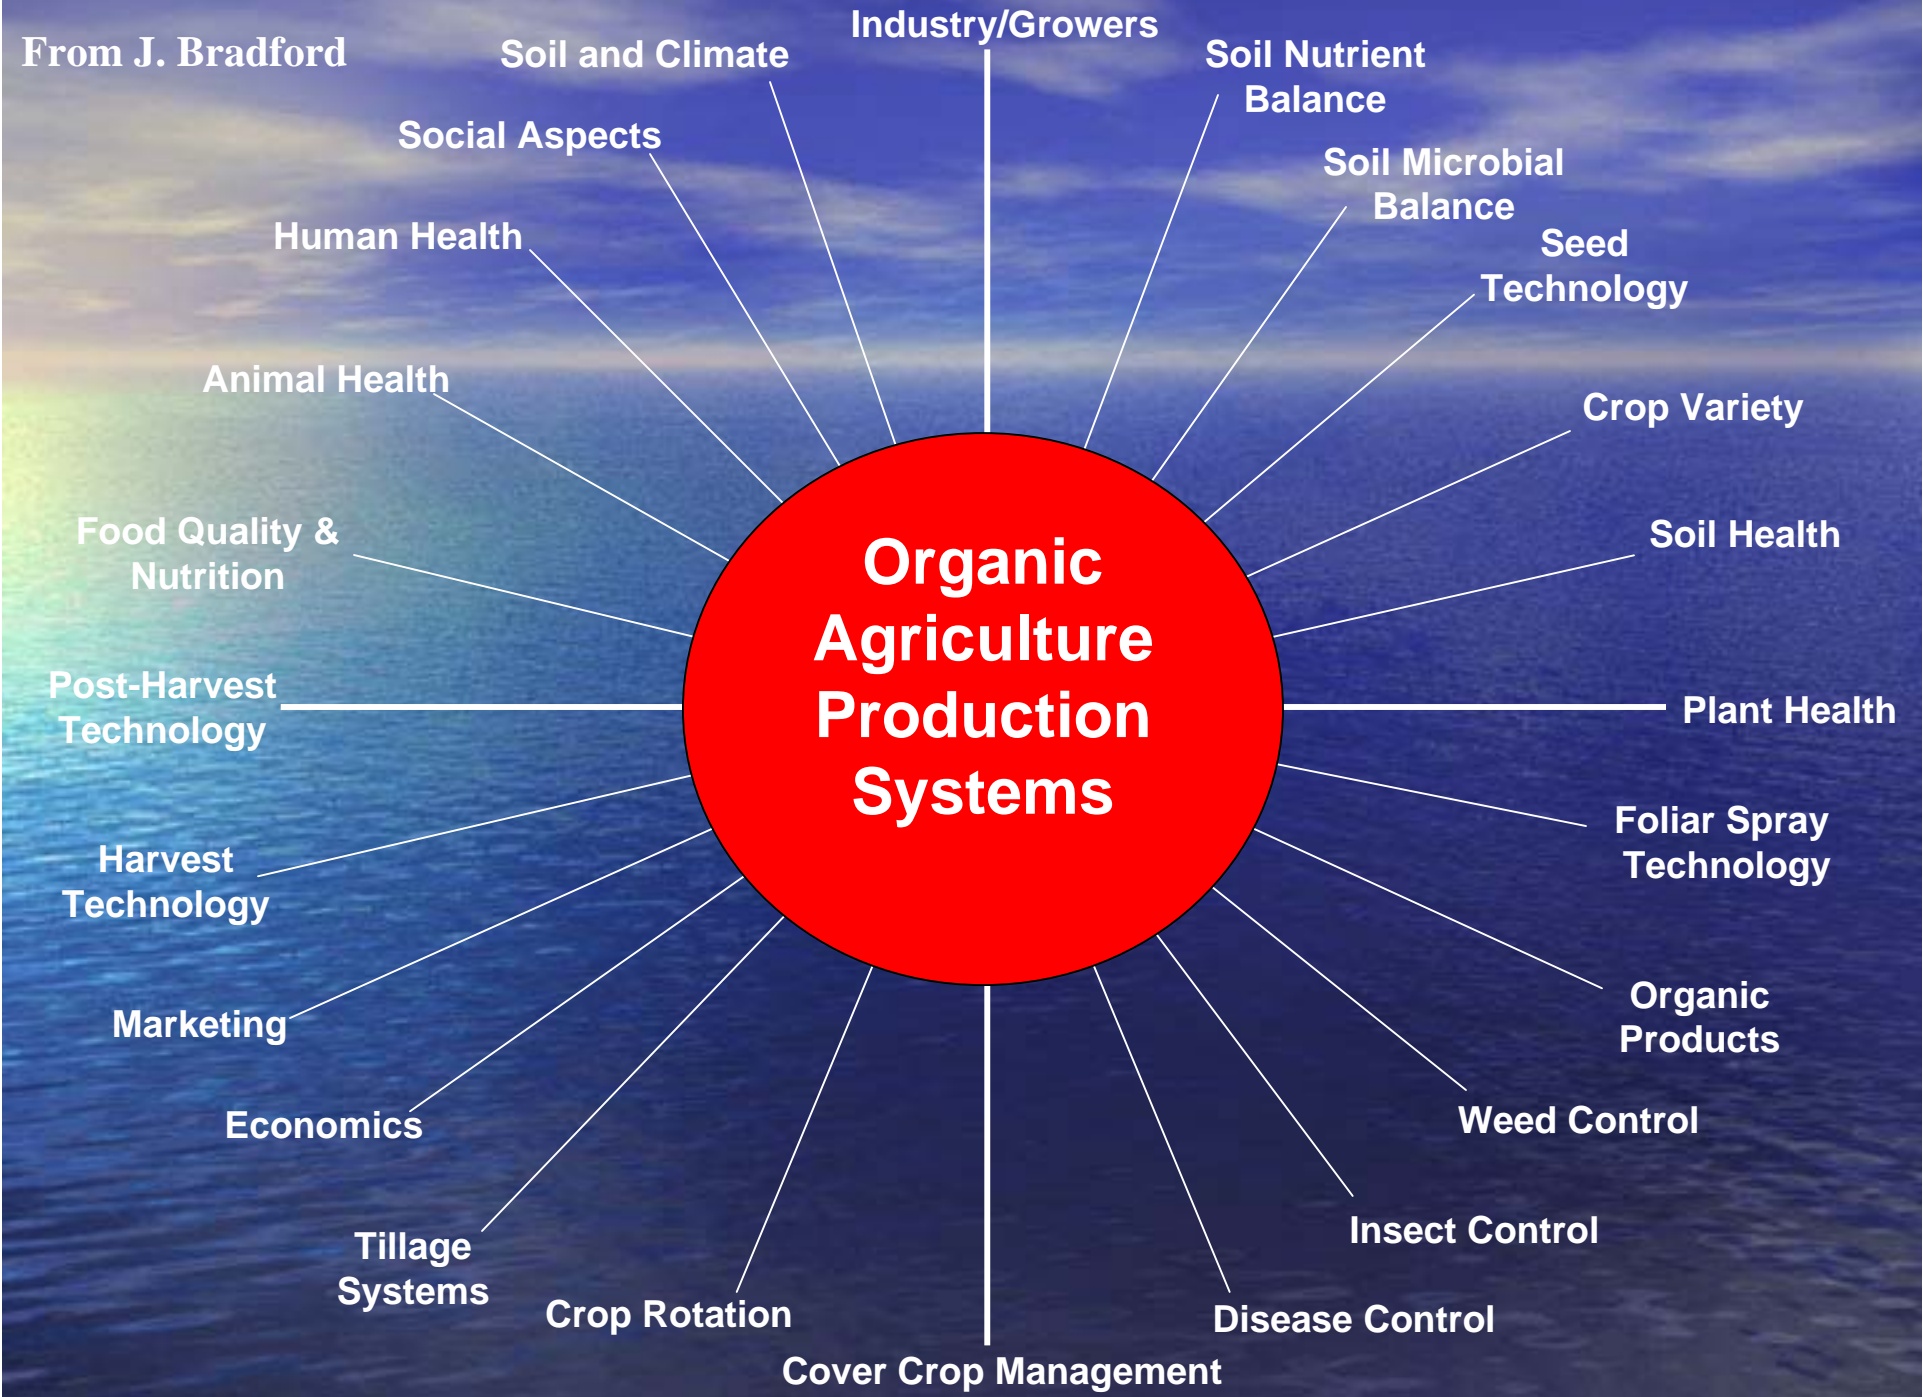 From J. Bradford
Industry/Growers
Soil and Climate
Soil Nutrient
Balance
Social Aspects
Soil Microbial
Balance
Human Health
Seed
Technology
Animal Health
Crop Variety
Food Quality &
Nutrition
Soil Health
Organic
Agriculture
Production
Systems
Post-Harvest
Technology
Plant Health
Harvest
Technology
Foliar Spray
Technology
Marketing
Organic
Products
Economics
Weed Control
Tillage
Systems
Insect Control
Crop Rotation
Disease Control
Cover Crop Management